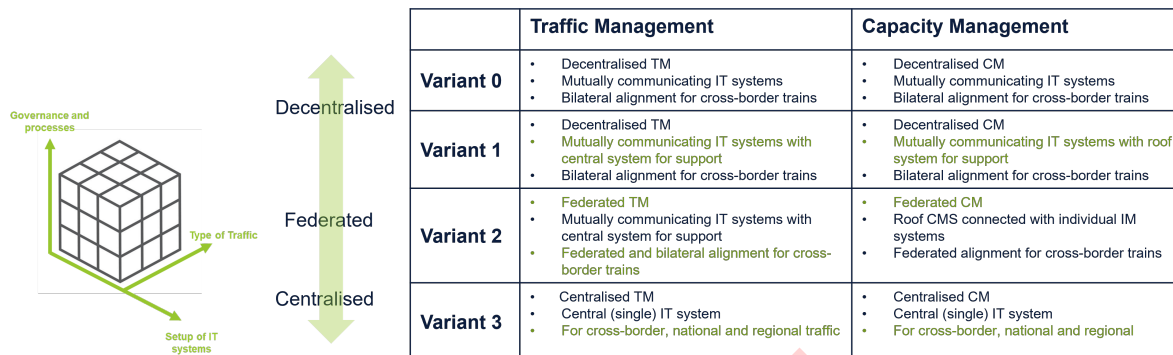 Traffic Management
Capacity Management
Variant 0
• Decentralised TM
• Mutually communicating IT systems
• Bilateral alignment for cross-border trains
• Decentralised CM
• Mutually communicating IT systems
• Bilateral alignment for cross-border trains
Variant 1
• Decentralised TM
• Mutually communicating IT systems with
central system for support
• Bilateral alignment for cross-border trains
• Decentralised CM
• Mutually communicating IT systems with roof
system for support
• Bilateral alignment for cross-border trains
Variant 2
• Federated TM
• Mutually communicating IT systems with
central system for support
• Federated and bilateral alignment for cross-
border trains
• Federated CM
• Roof CMS connected with individual IM
systems
• Federated alignment for cross-border trains
Variant 3
• Centralised TM
• Central (single) IT system
• For cross-border, national and regional traffic
• Centralised CM
• Central (single) IT system
• For cross-border, national and regional
Decentralised
Federated
Centralised
Governance and
processes
Type of Traffic
Setup of IT
systems